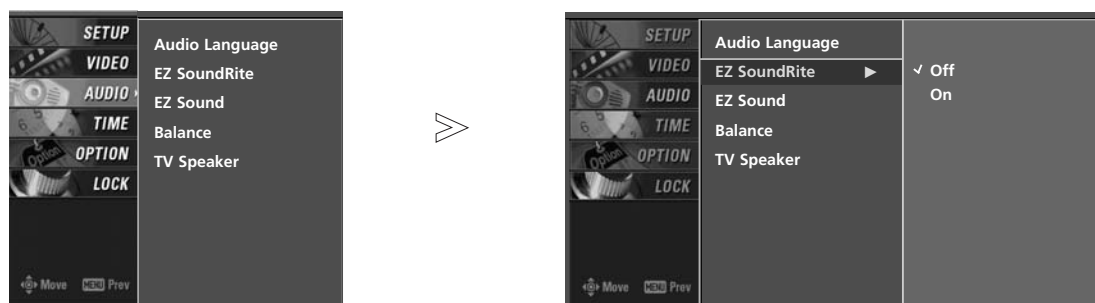 SETUP
VIDEO
AUDIO
TIME
OPTION
LOCK
Audio Language
EZ SoundRite
EZ Sound
Balance
TV Speaker
Move MENU Prev
SETUP
VIDEO
AUDIO
TIME
OPTION
LOCK
Audio Language
EZ SoundRite
EZ Sound
Balance
TV Speaker
Off
On
Move MENU Prev